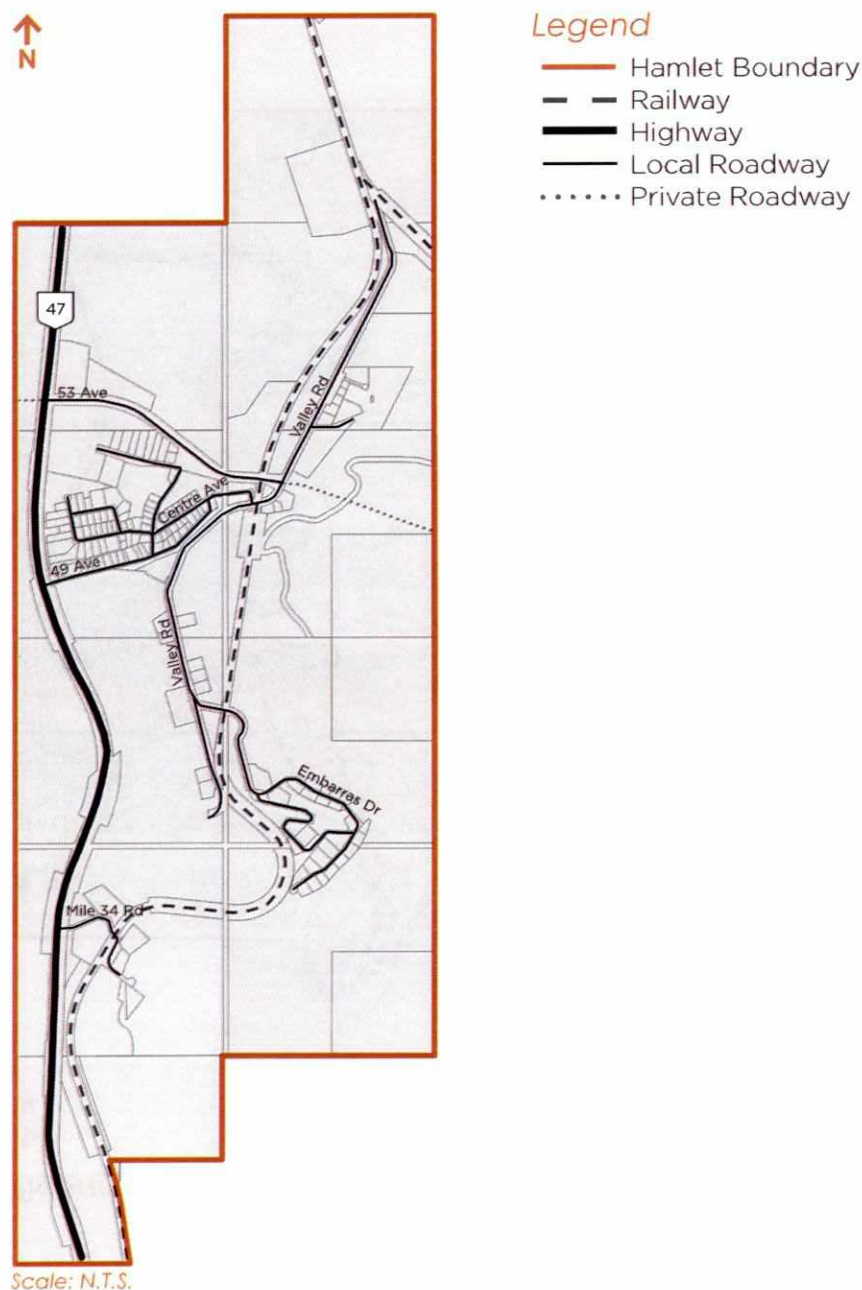 N
Legend
Hamlet Boundary
Railway
Highway
Local Roadway
Private Roadway
47
53 Ave
Valley Rd
Centre Ave
49 Ave
Valley Rd
Embarras Dr
Mile 34 Rd
Scale: N.T.S.